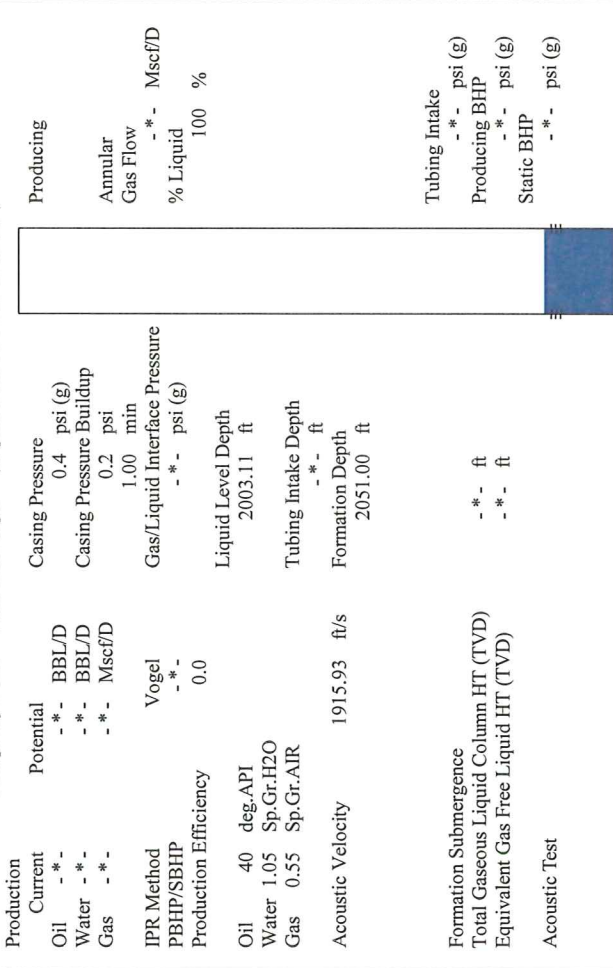 Production
Current Potential
Oil - * - - * - BBL/D
Water - * - - * - BBL/D
Gas - * - - * - Mscf/D
IPR Method Vogel
PBHP/SBHP - * -
Production Efficiency 0.0
Oil 40 deg.API
Water 1.05 Sp.Gr.H2O
Gas 0.55 Sp.Gr.AIR
Acoustic Velocity 1915.93 ft/s
Formation Submergence
Total Gaseous Liquid Column HT (TVD) - * - ft
Equivalent Gas Free Liquid HT (TVD) - * - ft
Acoustic Test
Casing Pressure
0.4 psi (g)
Casing Pressure Buildup
0.2 psi
1.00 min
Gas/Liquid Interface Pressure
- * - psi (g)
Liquid Level Depth
2003.11 ft
Tubing Intake Depth
- * - ft
Formation Depth
2051.00 ft
Producing
Annular
Gas Flow
- * - Mscf/D
% Liquid
100 %
Tubing Intake
- * - psi (g)
Producing BHP
- * - psi (g)
Static BHP
- * - psi (g)